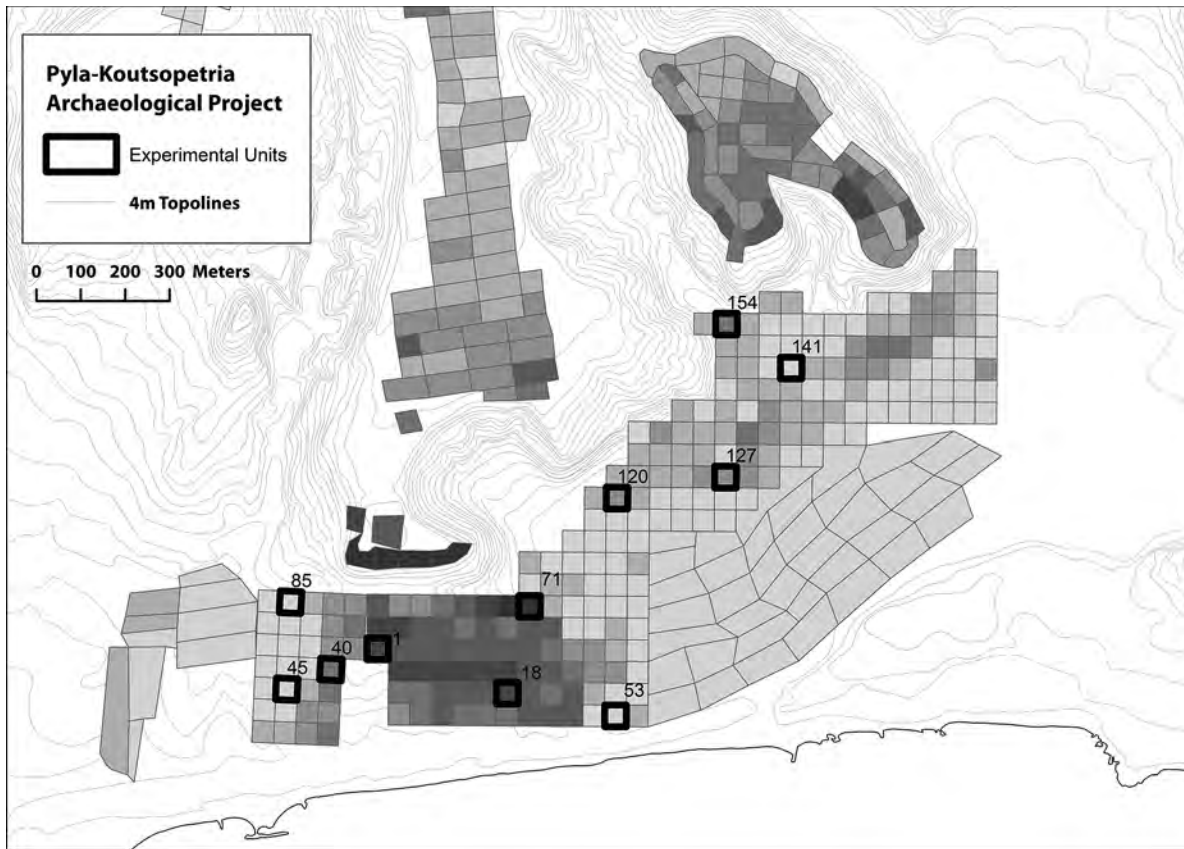 Pyla-Koutsopetria
Archaeological Project
Experimental Units
4m Topolines
0 100 200 300 Meters
154
141
127
120
85
71
1
40
45
18
53